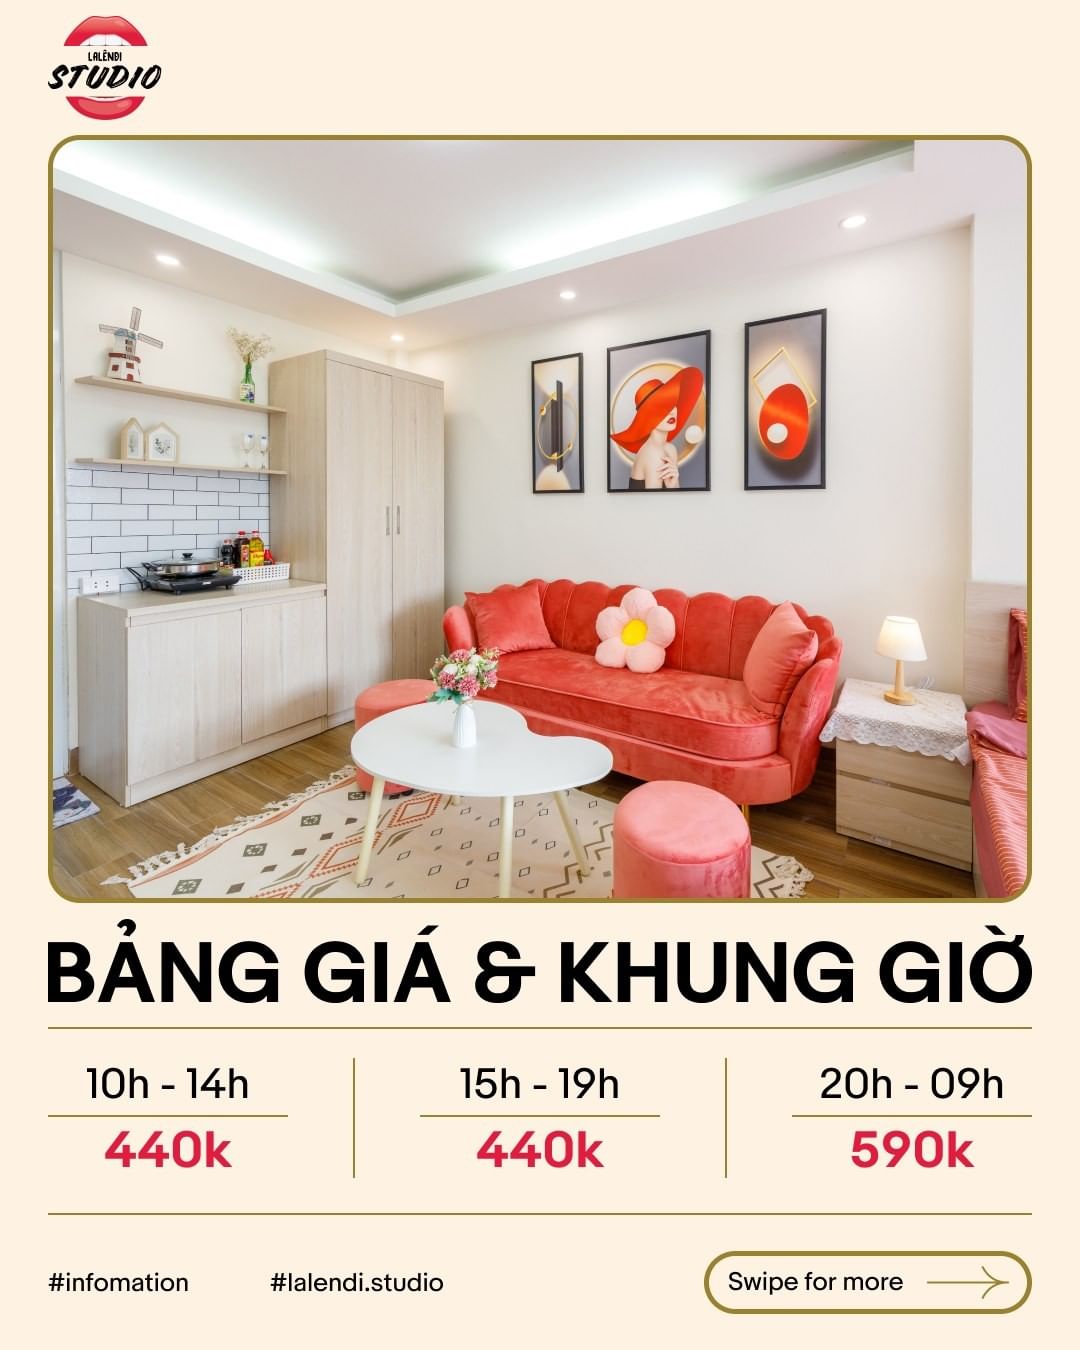 LALÊNĐI
STUDIO
BẢNG GIÁ & KHUNG GIỜ
10h - 14h
440k
15h - 19h
440k
20h - 09h
590k
#infomation
#lalendi.studio
Swipe for more